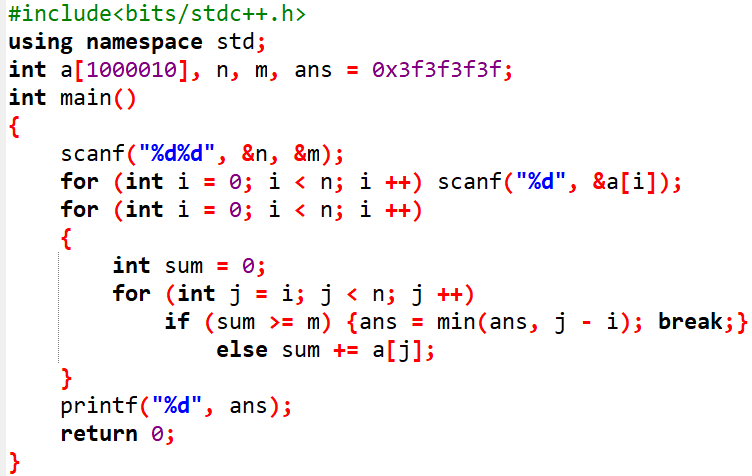 #include<bits/stdc++.h>
using namespace std;
int a[1000010], n, m, ans = 0x3f3f3f3f;
int main()
{
    scanf("%d%d", &n, &m);
    for (int i = 0; i < n; i ++) scanf("%d", &a[i]);
    for (int i = 0; i < n; i ++)
    {
        int sum = 0;
        for (int j = i; j < n; j ++)
            if (sum >= m) {ans = min(ans, j - i); break;}
                else sum += a[j];
    }
    printf("%d", ans);
    return 0;
}